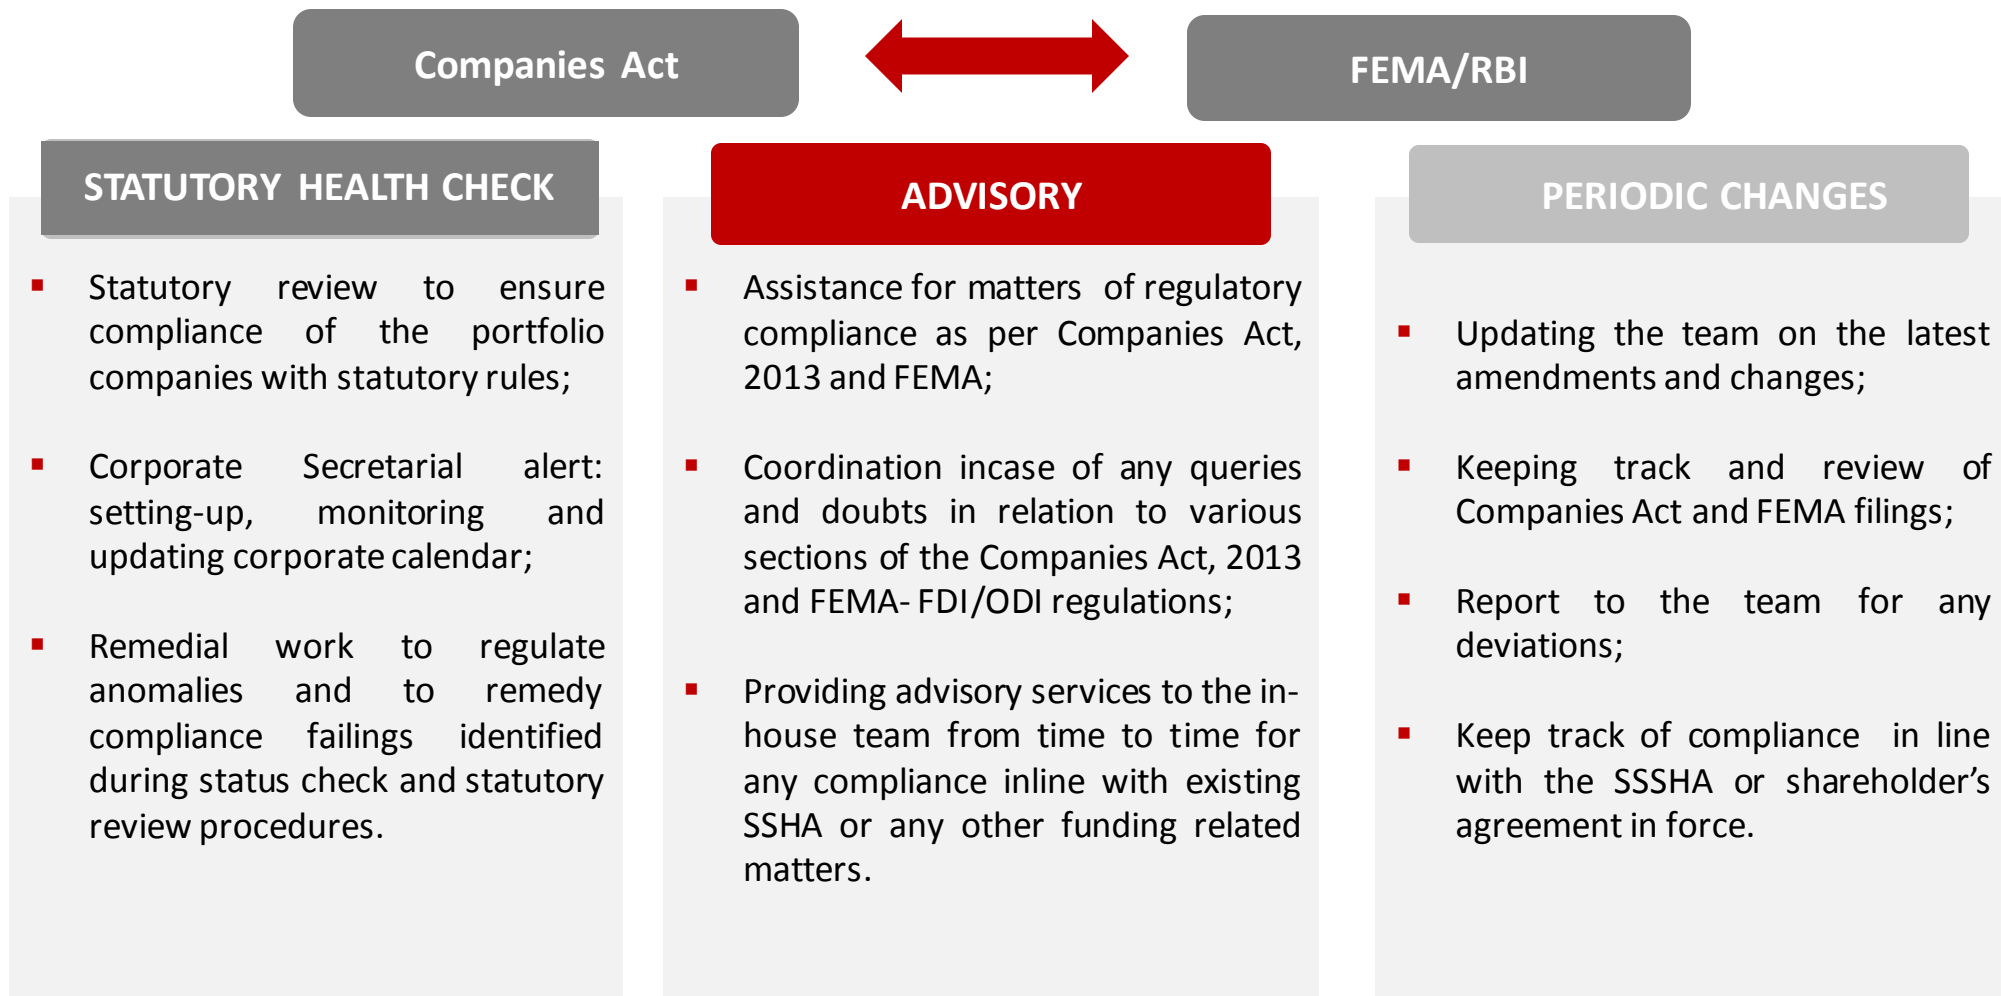 Companies Act
FEMA/RBI
STATUTORY HEALTH CHECK
Statutory review to ensure
compliance of the portfolio
companies with statutory rules;
Corporate Secretarial alert:
setting-up, monitoring and
updating corporate calendar;
Remedial work to regulate
anomalies and to remedy
compliance failings identified
during status check and statutory
review procedures.
ADVISORY
Assistance for matters of regulatory
compliance as per Companies Act,
2013 and FEMA;
Coordination incase of any queries
and doubts in relation to various
sections of the Companies Act, 2013
and FEMA- FDI/ODI regulations;
Providing advisory services to the in-
house team from time to time for
any compliance inline with existing
SSHA or any other funding related
matters.
PERIODIC CHANGES
Updating the team on the latest
amendments and changes;
Keeping track and review of
Companies Act and FEMA filings;
Report to the team for any
deviations;
Keep track of compliance in line
with the SSSHA or shareholder’s
agreement in force.